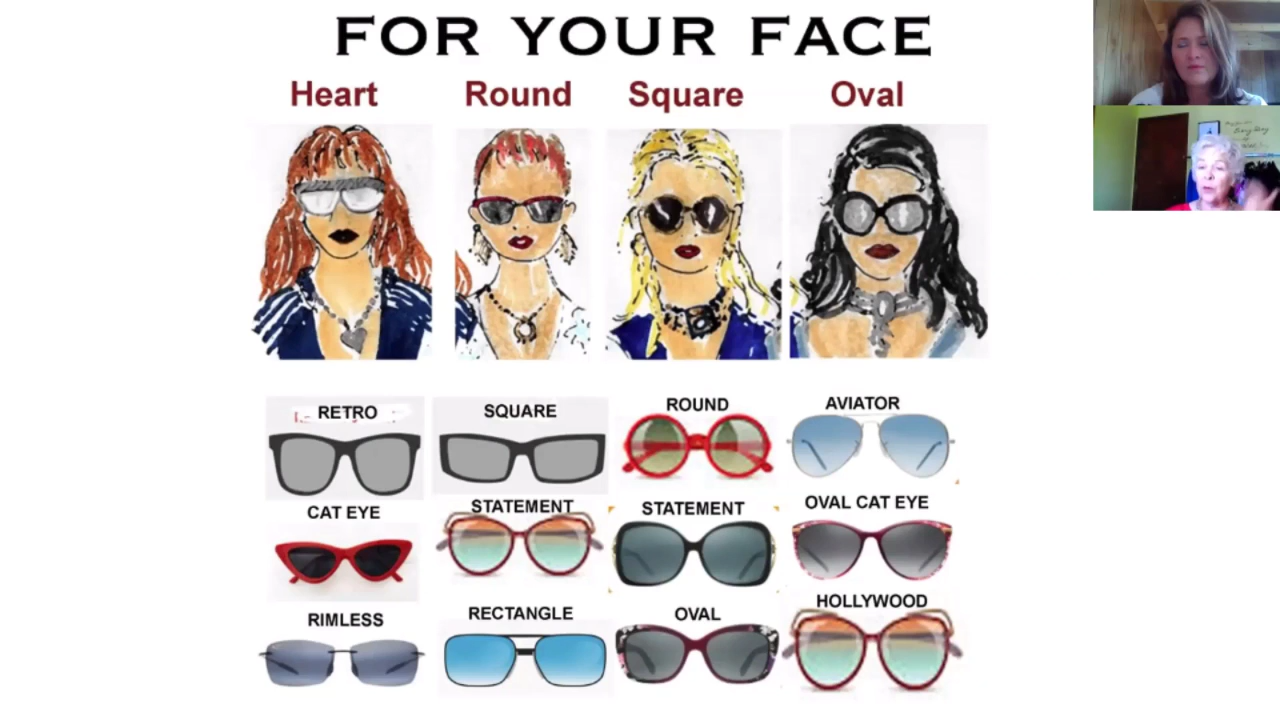 FOR YOUR FACE
Heart Round Square Oval
RETRO SQUARE ROUND AVIATOR
CAT EYE STATEMENT STATEMENT OVAL CAT EYE
RIMLESS RECTANGLE OVAL HOLLYWOOD